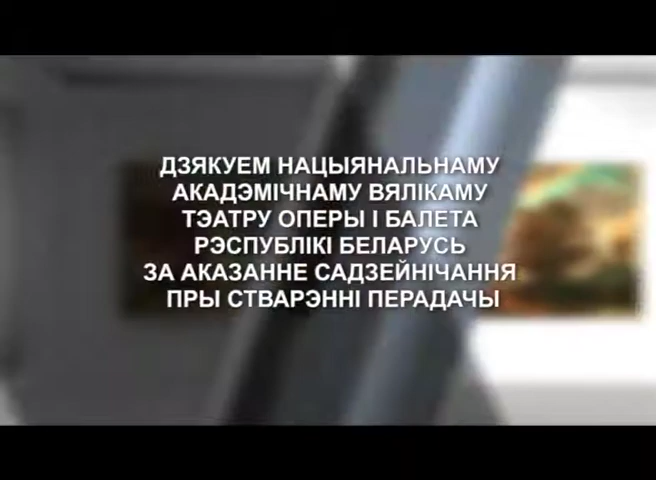 ДЗЯКУЕМ НАЦЫЯНАЛЬНАМУ
АКАДЭМІЧНАМУ ВЯЛІКАМУ
ТЭАТРУ ОПЕРЫ І БАЛЕТА
РЭСПУБЛІКІ БЕЛАРУСЬ
ЗА АКАЗАННЕ САДЗЕЙНІЧАННЯ
ПРЫ СТВАРЭННІ ПЕРАДАЧЫ